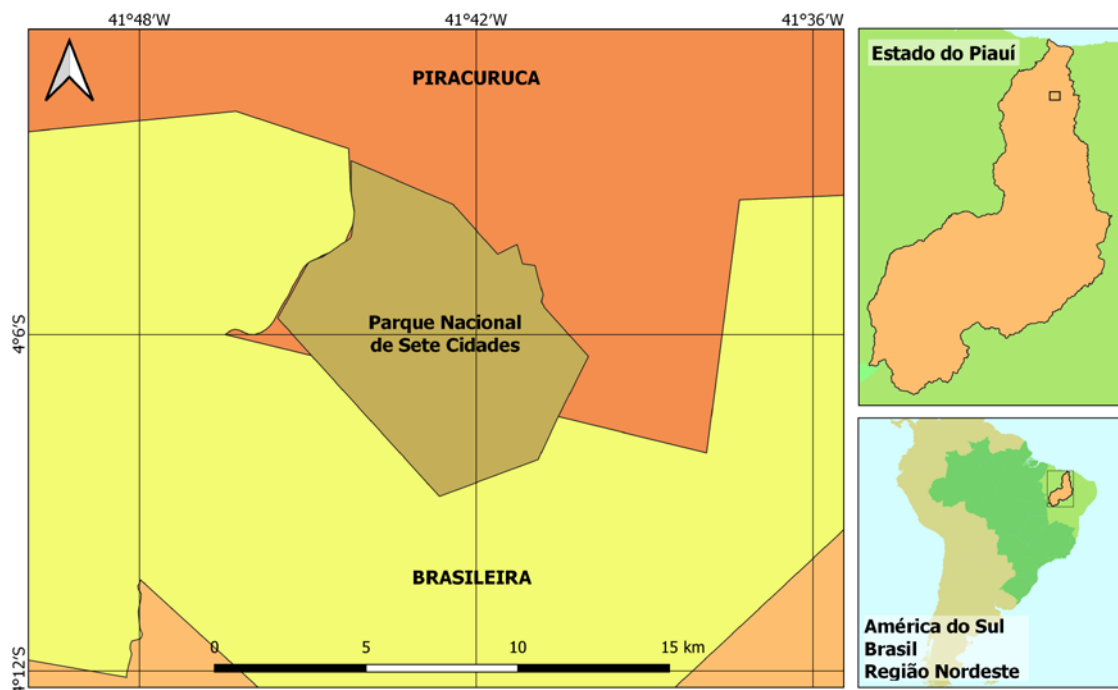 41°48'W
41°42'W
41°36'W
PIRACURUCA
Estado do Piauí
4°6'S
Parque Nacional
de Sete Cidades
BRASILEIRA
0
5
10
15 km
4°12'S
América do Sul
Brasil
Região Nordeste